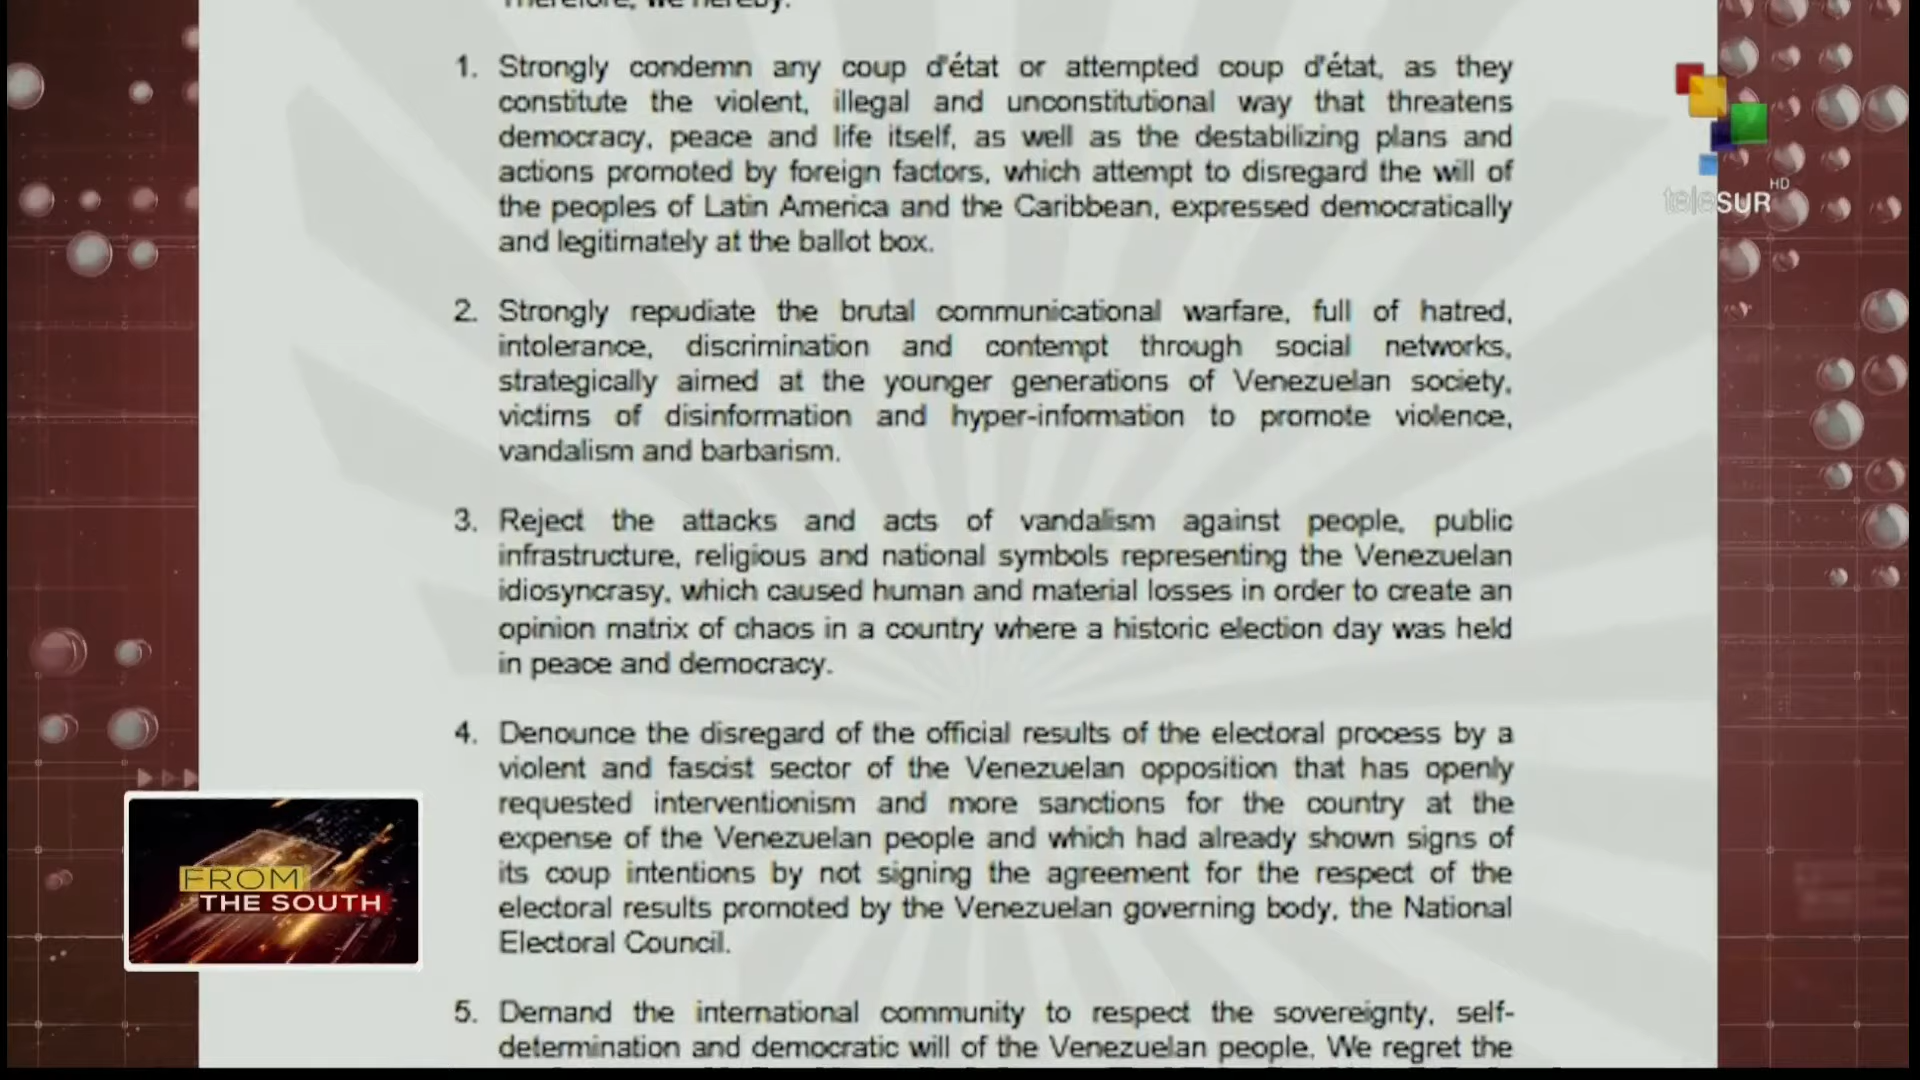 Therefore, we hereby:
1. Strongly condemn any coup d'état or attempted coup d'état, as they
constitute the violent, illegal and unconstitutional way that threatens
democracy, peace and life itself, as well as the destabilizing plans and
actions promoted by foreign factors, which attempt to disregard the will of
the peoples of Latin America and the Caribbean, expressed democratically
and legitimately at the ballot box.
2. Strongly repudiate the brutal communicational warfare, full of hatred,
intolerance, discrimination and contempt through social networks,
strategically aimed at the younger generations of Venezuelan society,
victims of disinformation and hyper-information to promote violence,
vandalism and barbarism.
3. Reject the attacks and acts of vandalism against people, public
infrastructure, religious and national symbols representing the Venezuelan
idiosyncrasy, which caused human and material losses in order to create an
opinion matrix of chaos in a country where a historic election day was held
in peace and democracy.
4. Denounce the disregard of the official results of the electoral process by a
violent and fascist sector of the Venezuelan opposition that has openly
requested interventionism and more sanctions for the country at the
expense of the Venezuelan people and which had already shown signs of
its coup intentions by not signing the agreement for the respect of the
electoral results promoted by the Venezuelan governing body, the National
Electoral Council.
5. Demand the international community to respect the sovereignty, self-
determination and democratic will of the Venezuelan people. We regret the
teleSUR HD
FROM
THE SOUTH